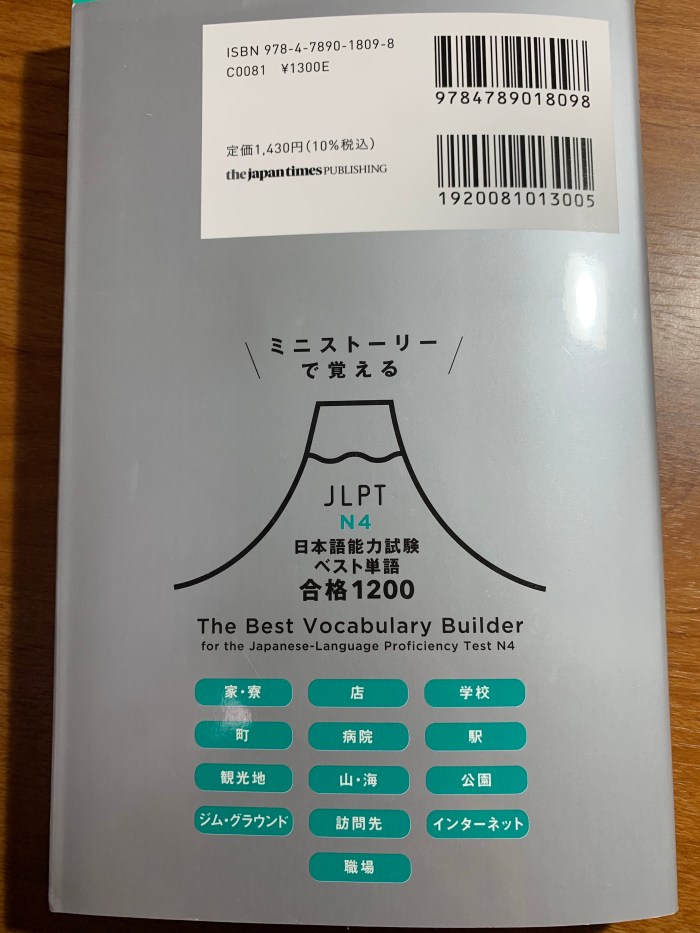 ISBN 978-4-7890-1809-8
C0081 ¥1300E
9784789018098
定価1,430円(10%税込)
the japan times PUBLISHING
1920081013005
ミニストーリー
で覚える
JLPT
N4
日本語能力試験
ベスト単語
合格1200
The Best Vocabulary Builder
for the Japanese-Language Proficiency Test N4
家・寮 店 学校
町 病院 駅
観光地 山・海 公園
ジム・グラウンド 訪問先 インターネット
職場